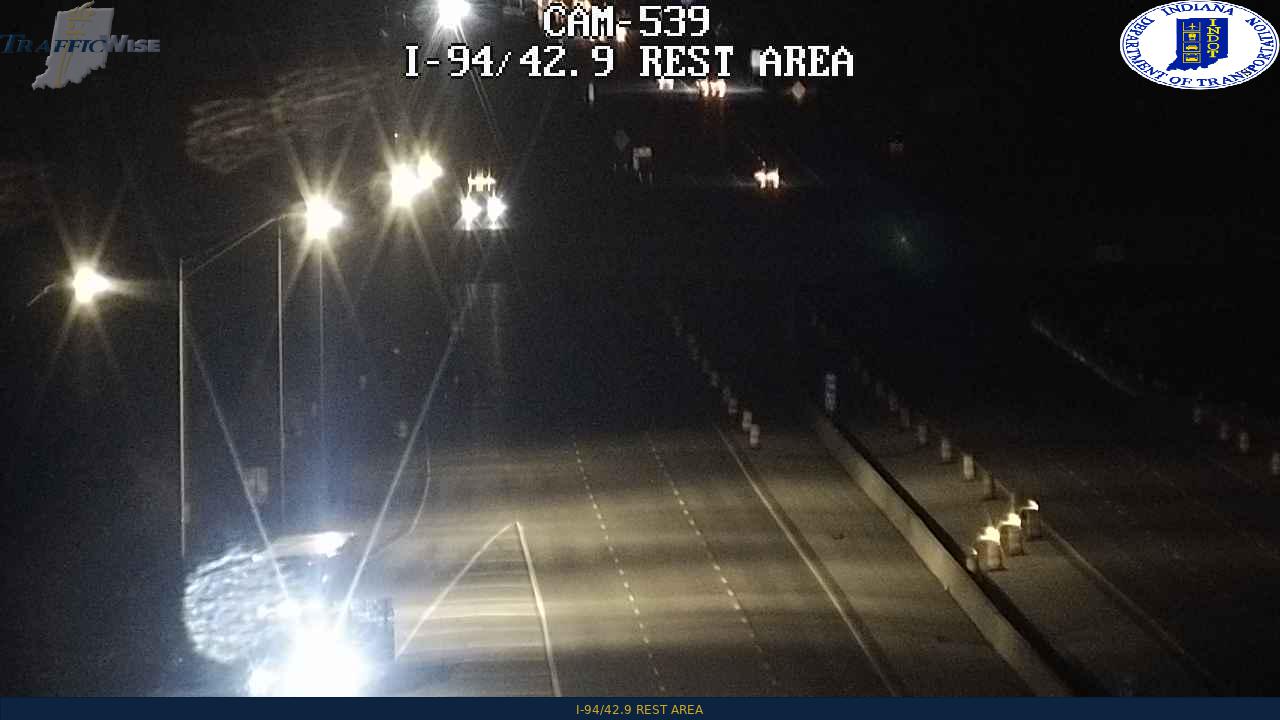 CAM-539
I-94/42.9 REST AREA
TRAFFICWISE
INDIANA
DEPARTMENT OF TRANSPORTATION
INDOT
I-94/42.9 REST AREA